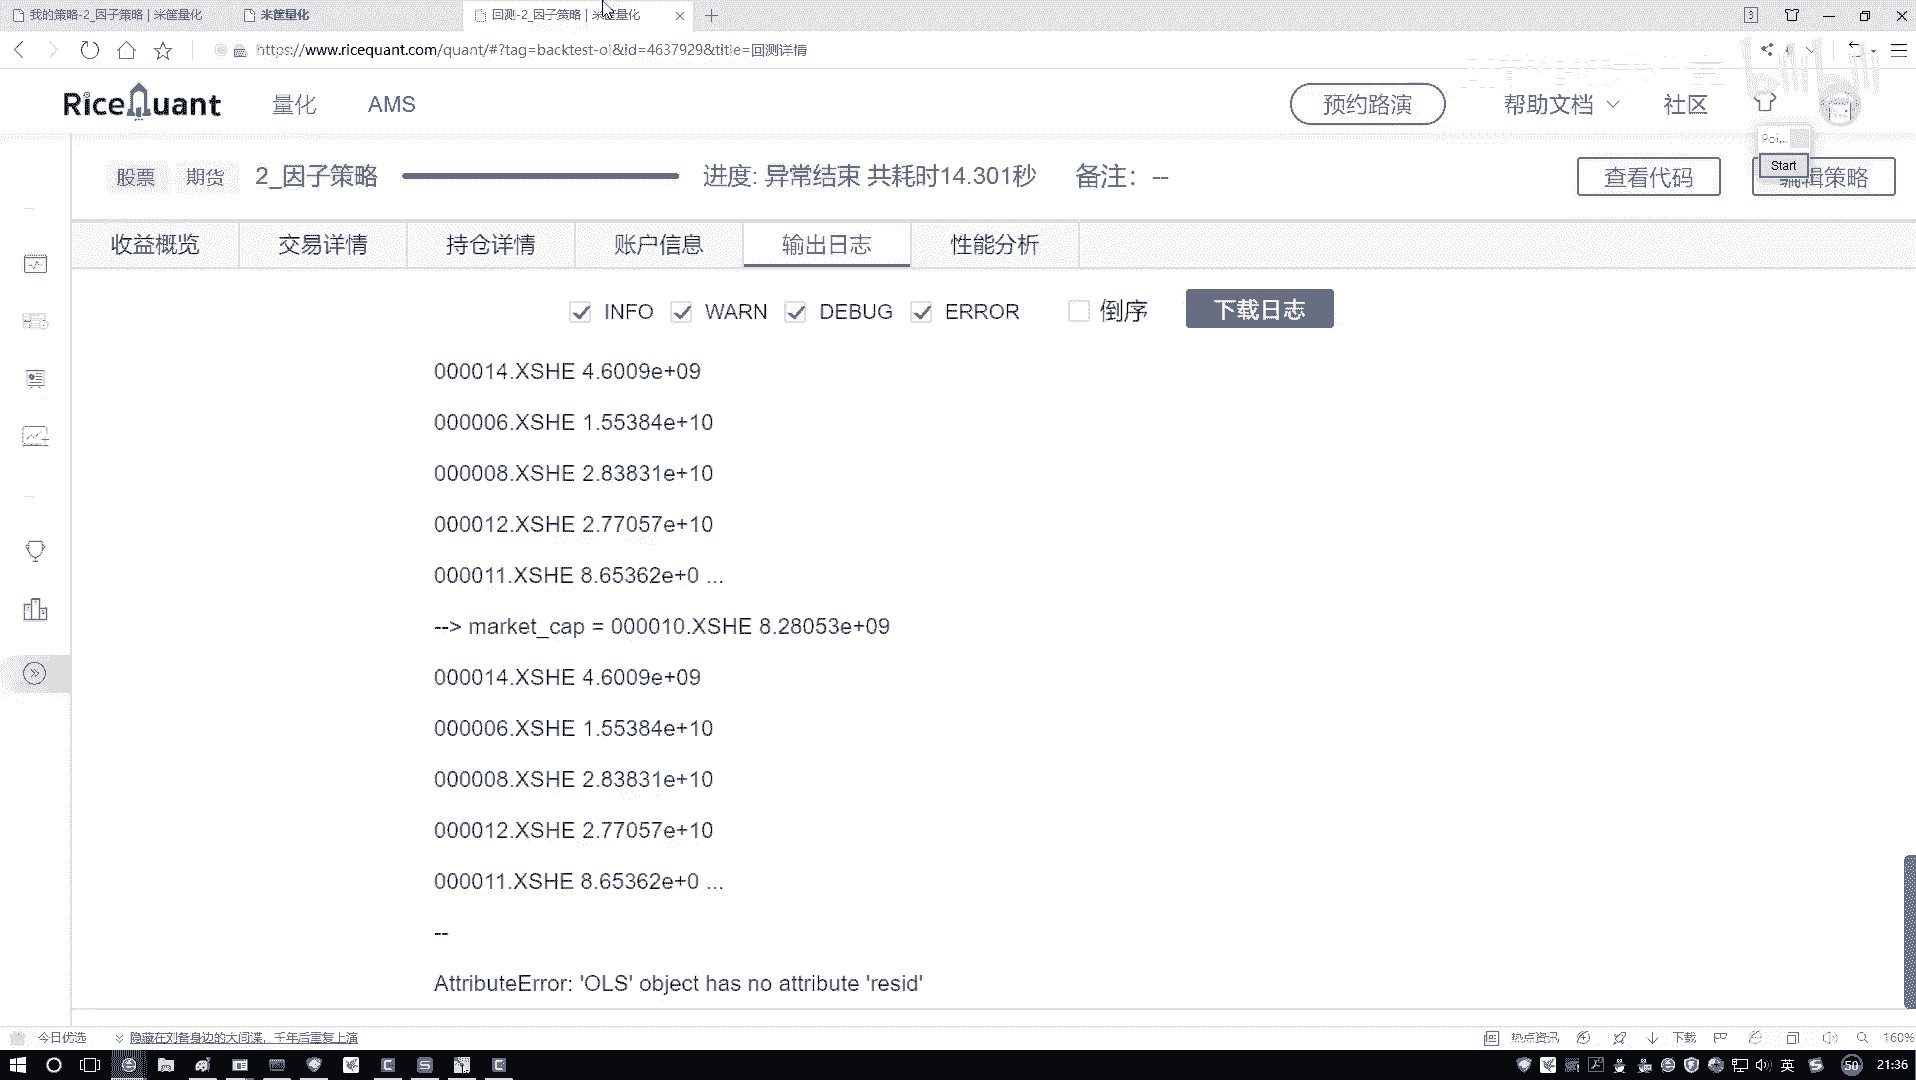 我的策略-2_因子策略 | 米筐量化
米筐量化
回测-2_因子策略 | 米筐量化
3
https://www.ricequant.com/quant/#?tag=backtest-ol&id=4637929&title=回测详情
RiceQuant
量化
AMS
预约路演
帮助文档
社区
bilibili
Poi...
Start
股票
期货
2_因子策略
进度: 异常结束 共耗时14.301秒
备注: --
查看代码
编辑策略
收益概览
交易详情
持仓详情
账户信息
输出日志
性能分析
INFO
WARN
DEBUG
ERROR
倒序
下载日志
000014.XSHE 4.6009e+09
000006.XSHE 1.55384e+10
000008.XSHE 2.83831e+10
000012.XSHE 2.77057e+10
000011.XSHE 8.65362e+0 ...
--> market_cap = 000010.XSHE 8.28053e+09
000014.XSHE 4.6009e+09
000006.XSHE 1.55384e+10
000008.XSHE 2.83831e+10
000012.XSHE 2.77057e+10
000011.XSHE 8.65362e+0 ...
--
AttributeError: 'OLS' object has no attribute 'resid'
今日优选
隐藏在刘备身边的大间谍，千年后重复上演
热点资讯
下载
160%
英
50
21:36